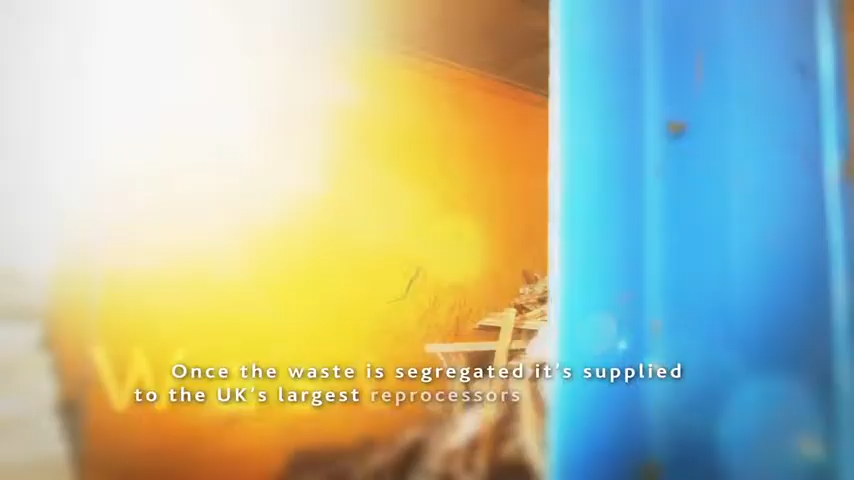 Once the waste is segregated it's supplied
to the UK's largest reprocessors